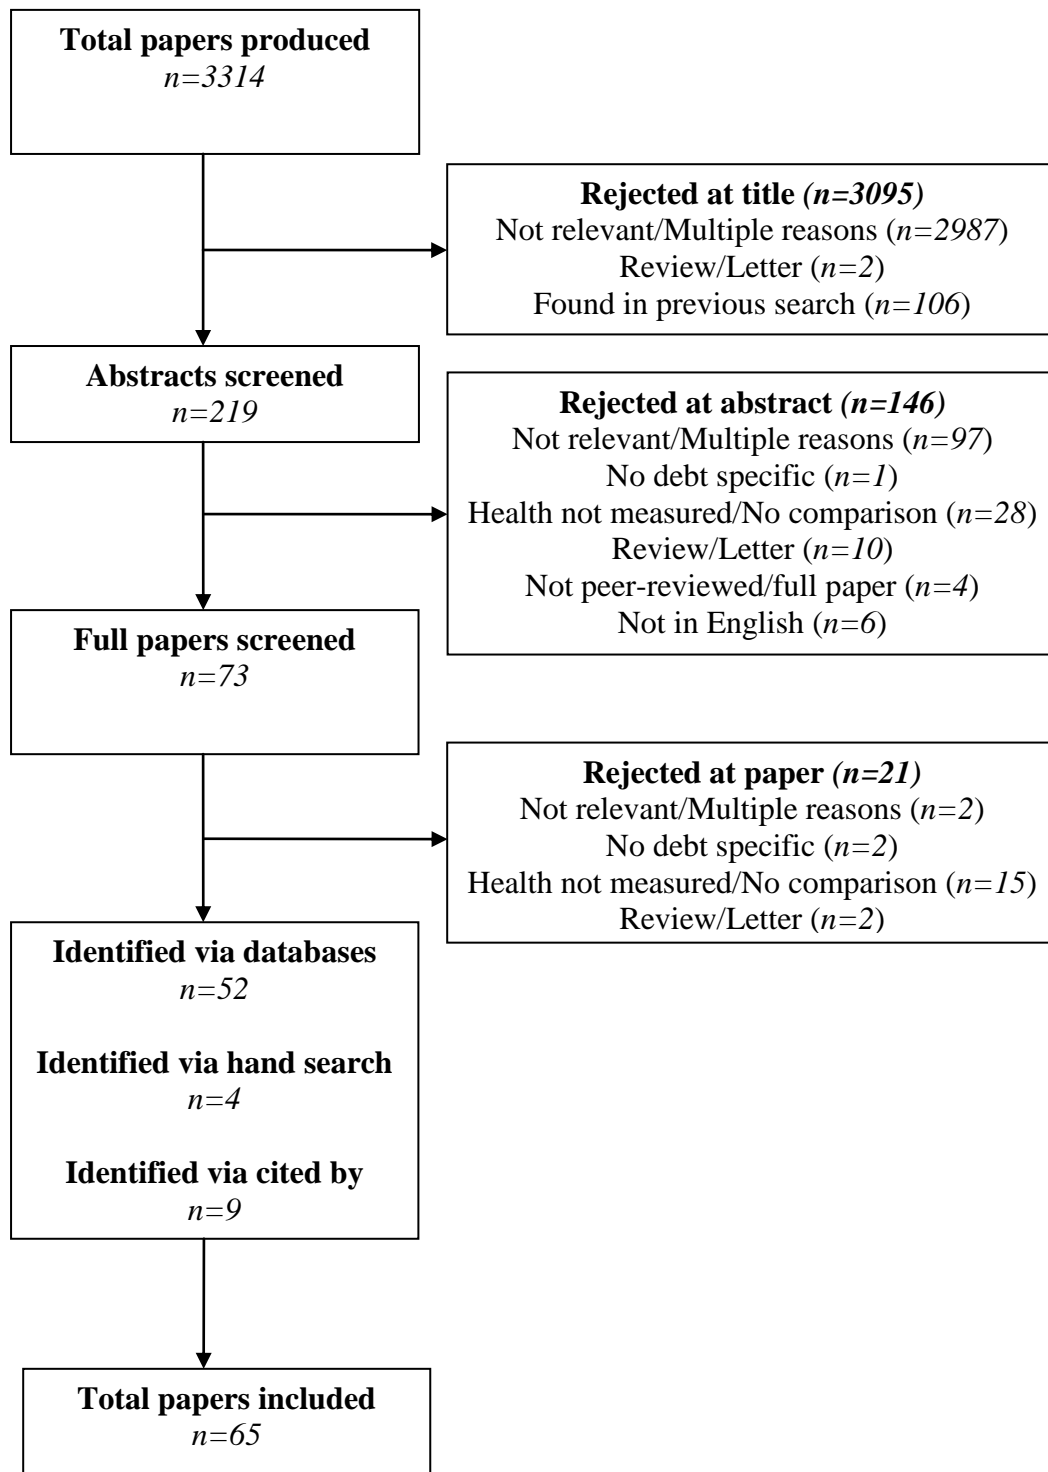 Total papers produced
n=3314
Rejected at title (n=3095)
Not relevant/Multiple reasons (n=2987)
Review/Letter (n=2)
Found in previous search (n=106)
Abstracts screened
n=219
Rejected at abstract (n=146)
Not relevant/Multiple reasons (n=97)
No debt specific (n=1)
Health not measured/No comparison (n=28)
Review/Letter (n=10)
Not peer-reviewed/full paper (n=4)
Not in English (n=6)
Full papers screened
n=73
Rejected at paper (n=21)
Not relevant/Multiple reasons (n=2)
No debt specific (n=2)
Health not measured/No comparison (n=15)
Review/Letter (n=2)
Identified via databases
n=52
Identified via hand search
n=4
Identified via cited by
n=9
Total papers included
n=65